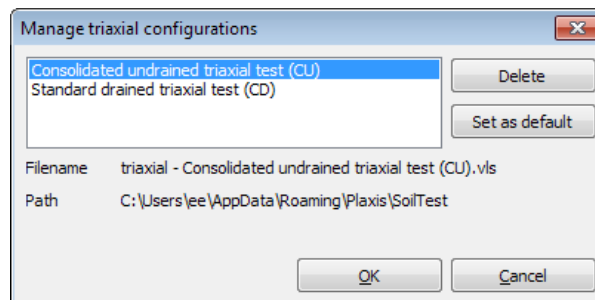 Manage triaxial configurations
Consolidated undrained triaxial test (CU)
Standard drained triaxial test (CD)
Delete
Set as default
Filename triaxial - Consolidated undrained triaxial test (CU).vls
Path C:\Users\ee\AppData\Roaming\Plaxis\SoilTest
OK Cancel